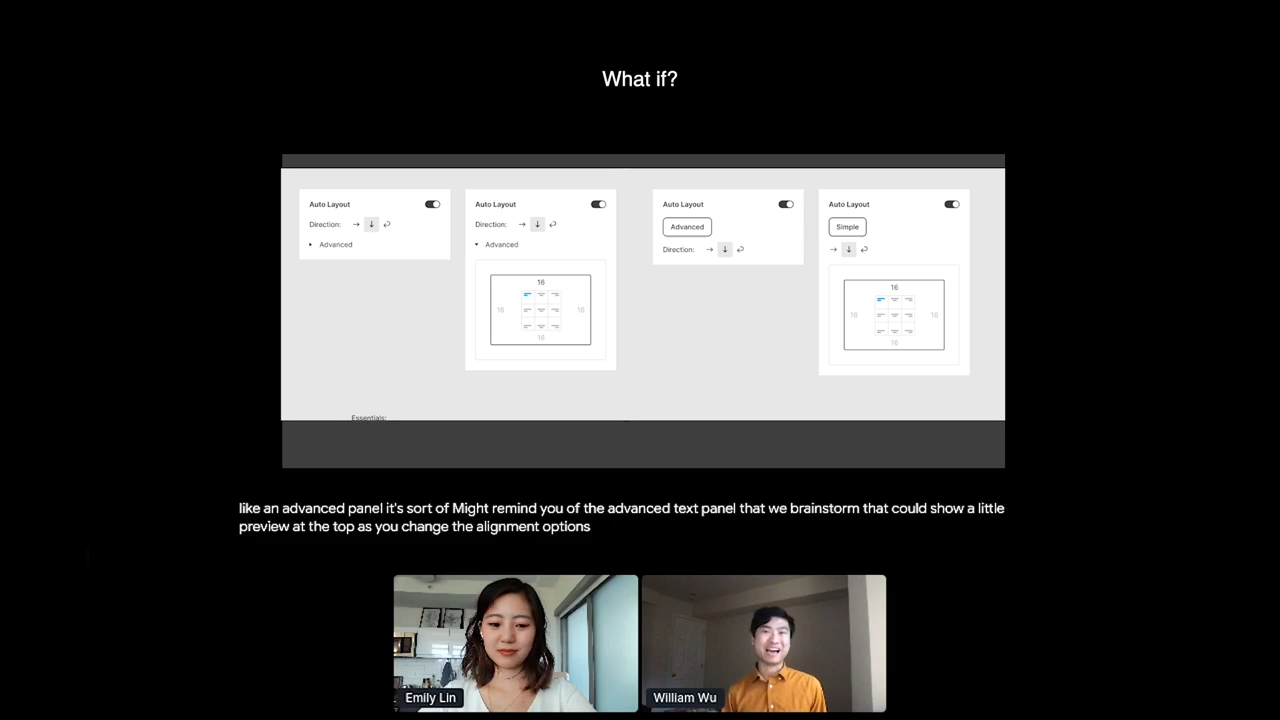 What if?
Auto Layout
Direction:
Advanced
Auto Layout
Direction:
Advanced
16
16
16
16
Auto Layout
Advanced
Direction:
Auto Layout
Simple
16
16
16
16
Essentials:
like an advanced panel it's sort of Might remind you of the advanced text panel that we brainstorm that could show a little
preview at the top as you change the alignment options
Emily Lin
William Wu